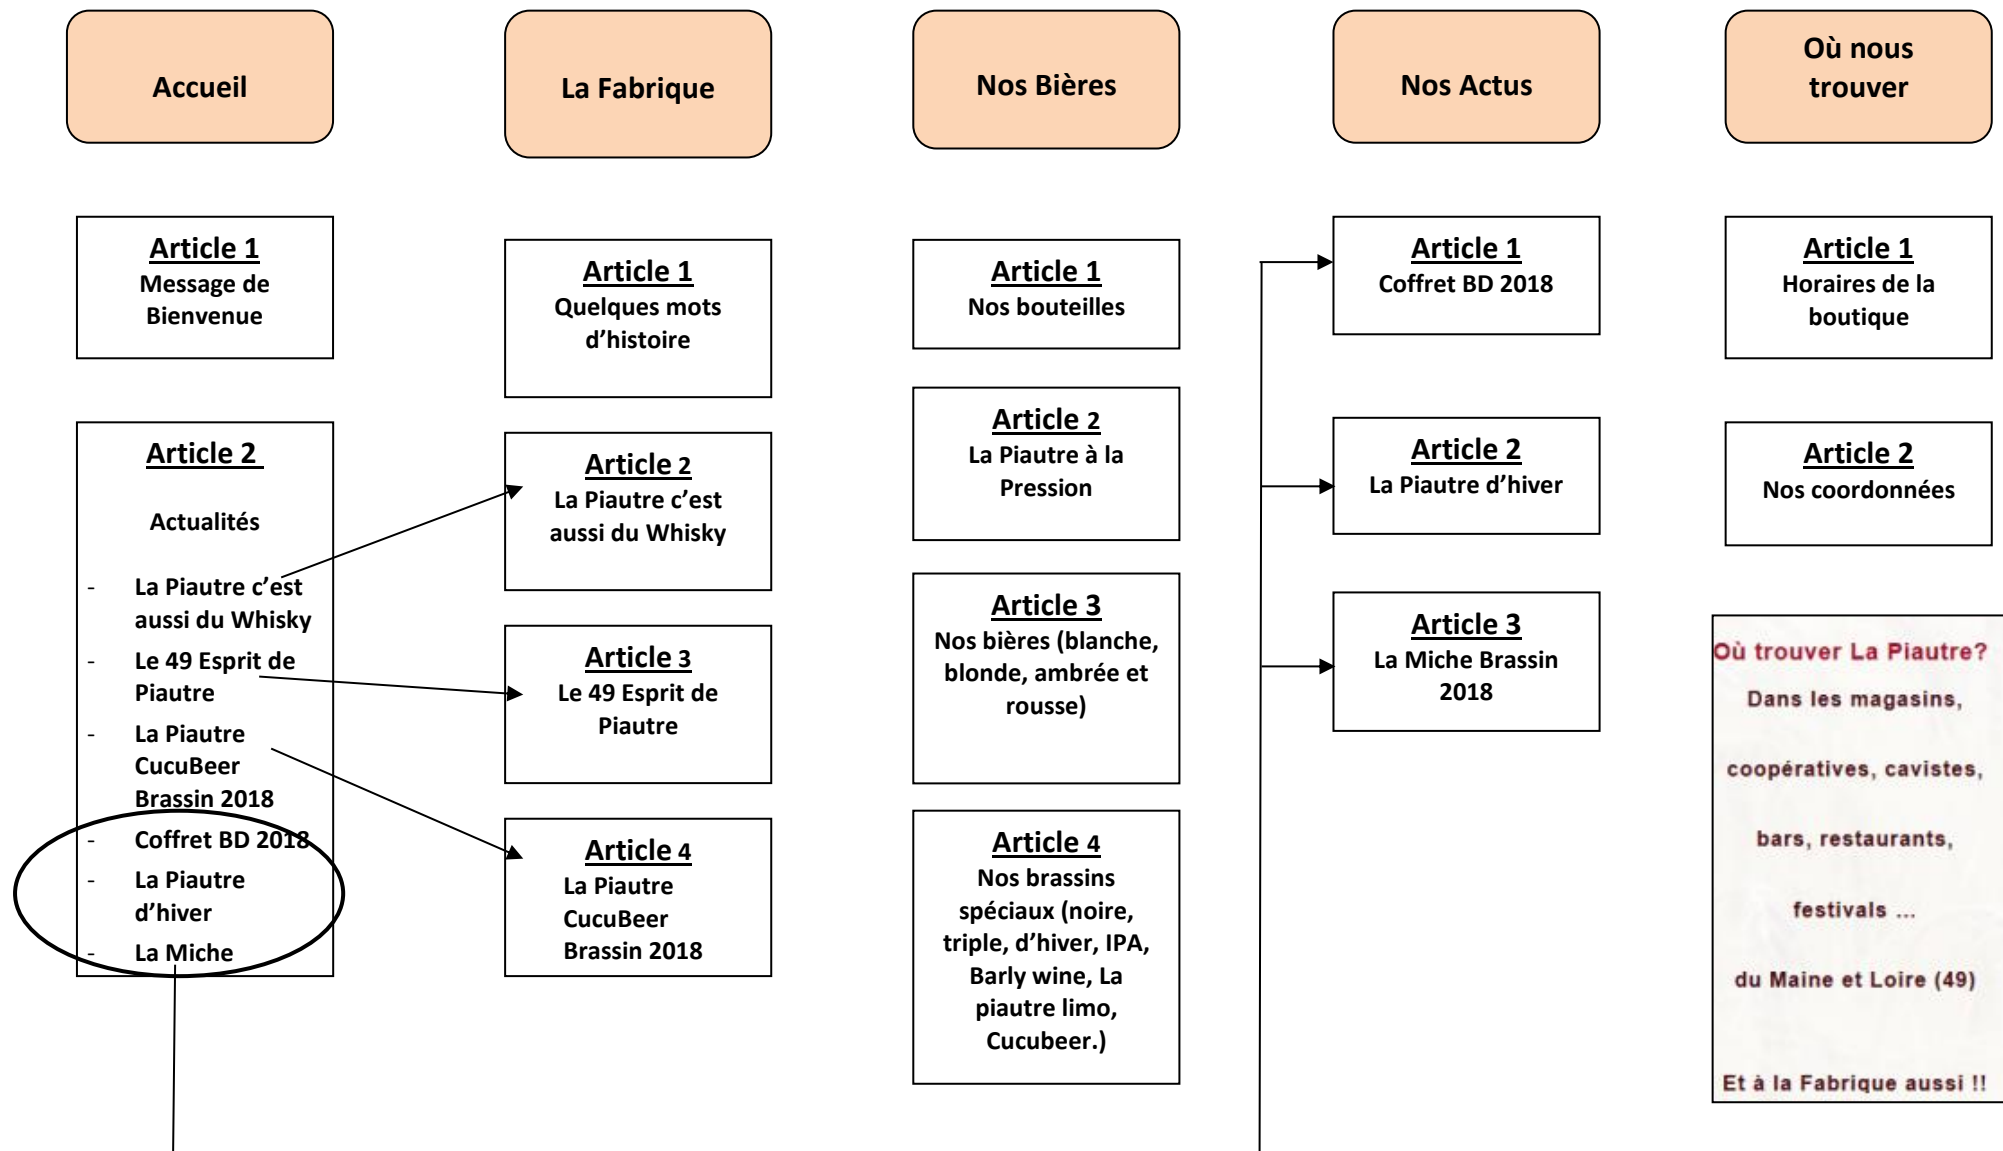 Accueil
La Fabrique
Nos Bières
Nos Actus
Où nous
trouver
Article 1
Message de
Bienvenue
Article 2
Actualités
- La Piautre c’est
aussi du Whisky
- Le 49 Esprit de
Piautre
- La Piautre
CucuBeer
Brassin 2018
- Coffret BD 2018
- La Piautre
d’hiver
- La Miche
Article 1
Quelques mots
d’histoire
Article 2
La Piautre c’est
aussi du Whisky
Article 3
Le 49 Esprit de
Piautre
Article 4
La Piautre
CucuBeer
Brassin 2018
Article 1
Nos bouteilles
Article 2
La Piautre à la
Pression
Article 3
Nos bières (blanche,
blonde, ambrée et
rousse)
Article 4
Nos brassins
spéciaux (noire,
triple, d’hiver, IPA,
Barly wine, La
piautre limo,
Cucubeer.)
Article 1
Coffret BD 2018
Article 2
La Piautre d’hiver
Article 3
La Miche Brassin
2018
Article 1
Horaires de la
boutique
Article 2
Nos coordonnées
Où trouver La Piautre?
Dans les magasins,
coopératives, cavistes,
bars, restaurants,
festivals ...
du Maine et Loire (49)
Et à la Fabrique aussi !!